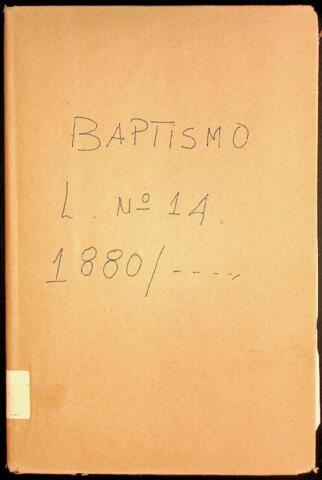 BAPTISMO
L. Nº 14.
1880/-----,,